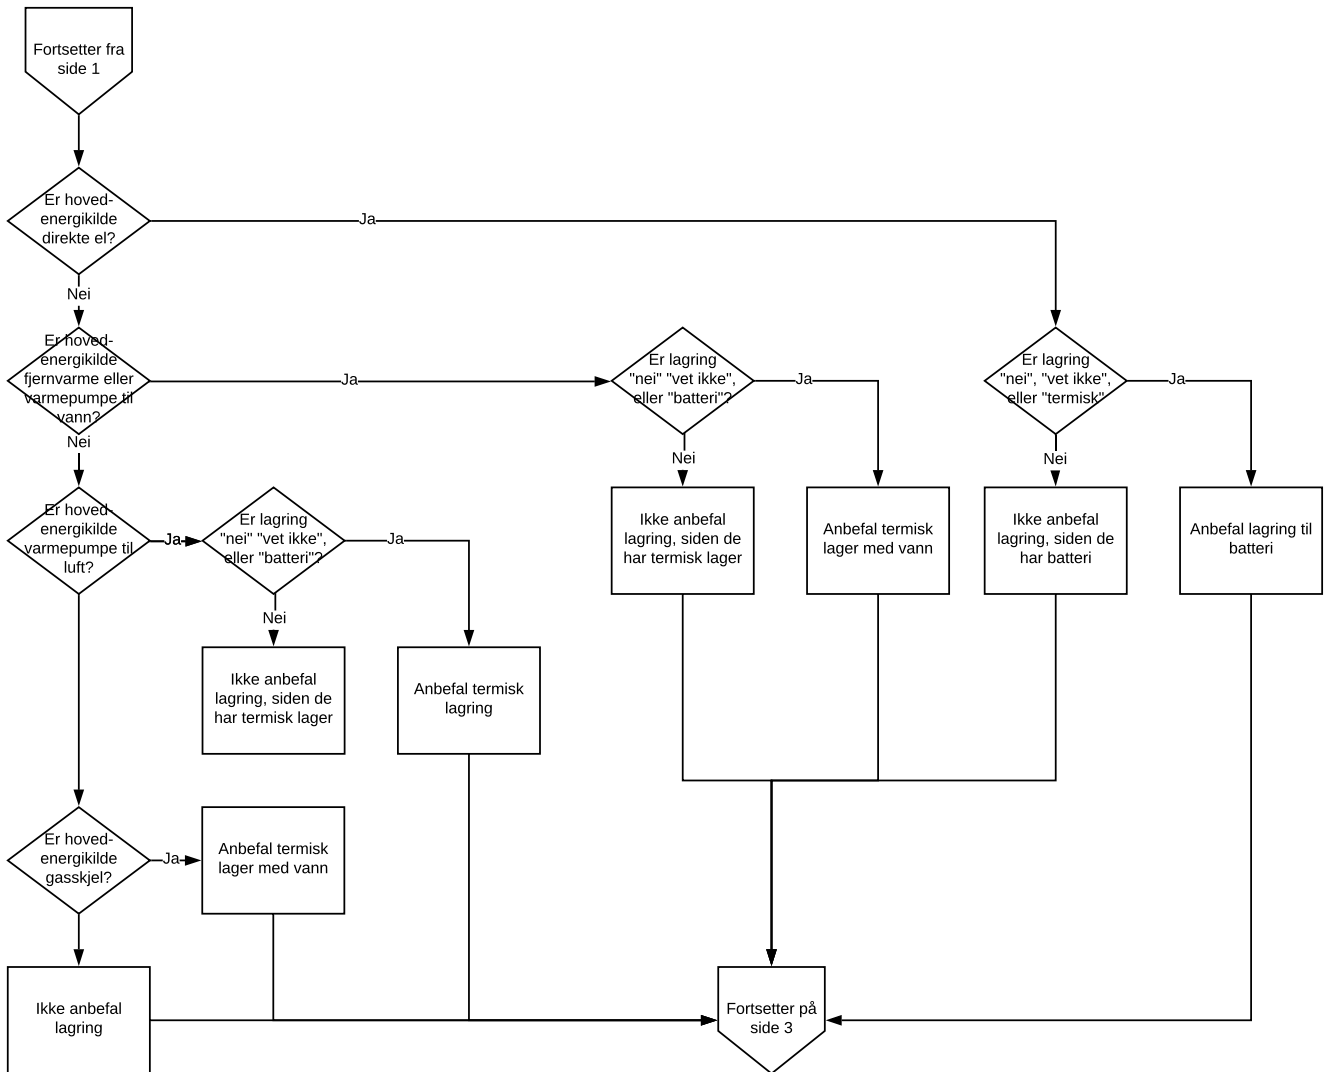 Fortsetter fra
side 1
Er hoved-
energikilde
direkte el?
Ja
Nei
Er hoved-
energikilde
fjernvarme eller
varmepumpe til
vann?
Ja
Er lagring
"nei" "vet ikke",
eller "batteri"?
Ja
Er lagring
"nei", "vet ikke",
eller "termisk"
Ja
Nei
Nei
Nei
Er hoved-
energikilde
varmepumpe til
luft?
Ja
Er lagring
"nei" "vet ikke",
eller "batteri"?
Ja
Ikke anbefal
lagring, siden de
har termisk lager
Anbefal termisk
lager med vann
Ikke anbefal
lagring, siden de
har batteri
Anbefal lagring til
batteri
Nei
Ikke anbefal
lagring, siden de
har termisk lager
Anbefal termisk
lagring
Er hoved-
energikilde
gasskjel?
Ja
Anbefal termisk
lager med vann
Ikke anbefal
lagring
Fortsetter på
side 3